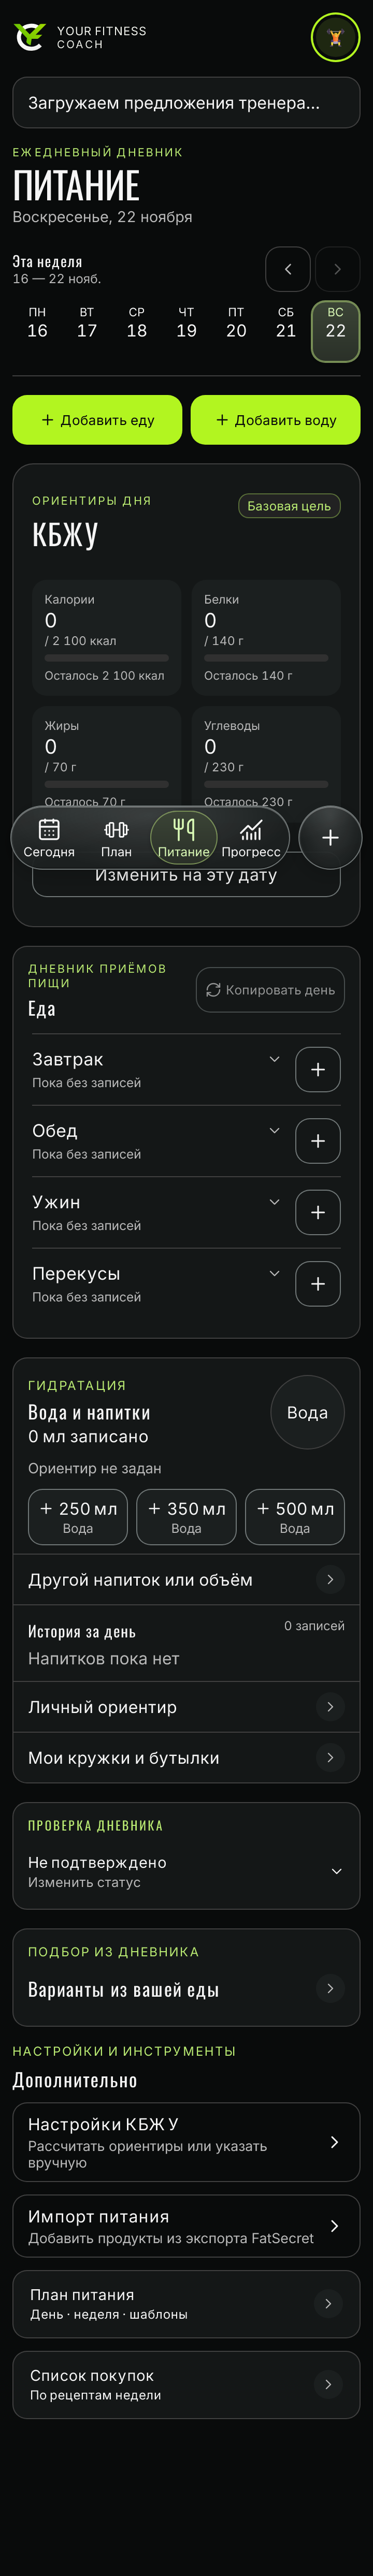 YOUR FITNESS
COACH
Загружаем предложения тренера...
ЕЖЕДНЕВНЫЙ ДНЕВНИК
ПИТАНИЕ
Воскресенье, 22 ноября
Эта неделя
16 — 22 нояб.
ПН ВТ СР ЧТ ПТ СБ ВС
16 17 18 19 20 21 22
+ Добавить еду
+ Добавить воду
ОРИЕНТИРЫ ДНЯ
Базовая цель
КБЖУ
Калории
0
/ 2 100 ккал
Осталось 2 100 ккал
Белки
0
/ 140 г
Осталось 140 г
Жиры
0
/ 70 г
Осталось 70 г
Углеводы
0
/ 230 г
Осталось 230 г
Сегодня План Питание Прогресс
Изменить на эту дату
ДНЕВНИК ПРИЁМОВ
ПИЩИ
Еда
Копировать день
Завтрак
Пока без записей
Обед
Пока без записей
Ужин
Пока без записей
Перекусы
Пока без записей
ГИДРАТАЦИЯ
Вода и напитки
0 мл записано
Вода
Ориентир не задан
+ 250 мл
Вода
+ 350 мл
Вода
+ 500 мл
Вода
Другой напиток или объём
История за день
0 записей
Напитков пока нет
Личный ориентир
Мои кружки и бутылки
ПРОВЕРКА ДНЕВНИКА
Не подтверждено
Изменить статус
ПОДБОР ИЗ ДНЕВНИКА
Варианты из вашей еды
НАСТРОЙКИ И ИНСТРУМЕНТЫ
Дополнительно
Настройки КБЖУ
Рассчитать ориентиры или указать
вручную
Импорт питания
Добавить продукты из экспорта FatSecret
План питания
День · неделя · шаблоны
Список покупок
По рецептам недели